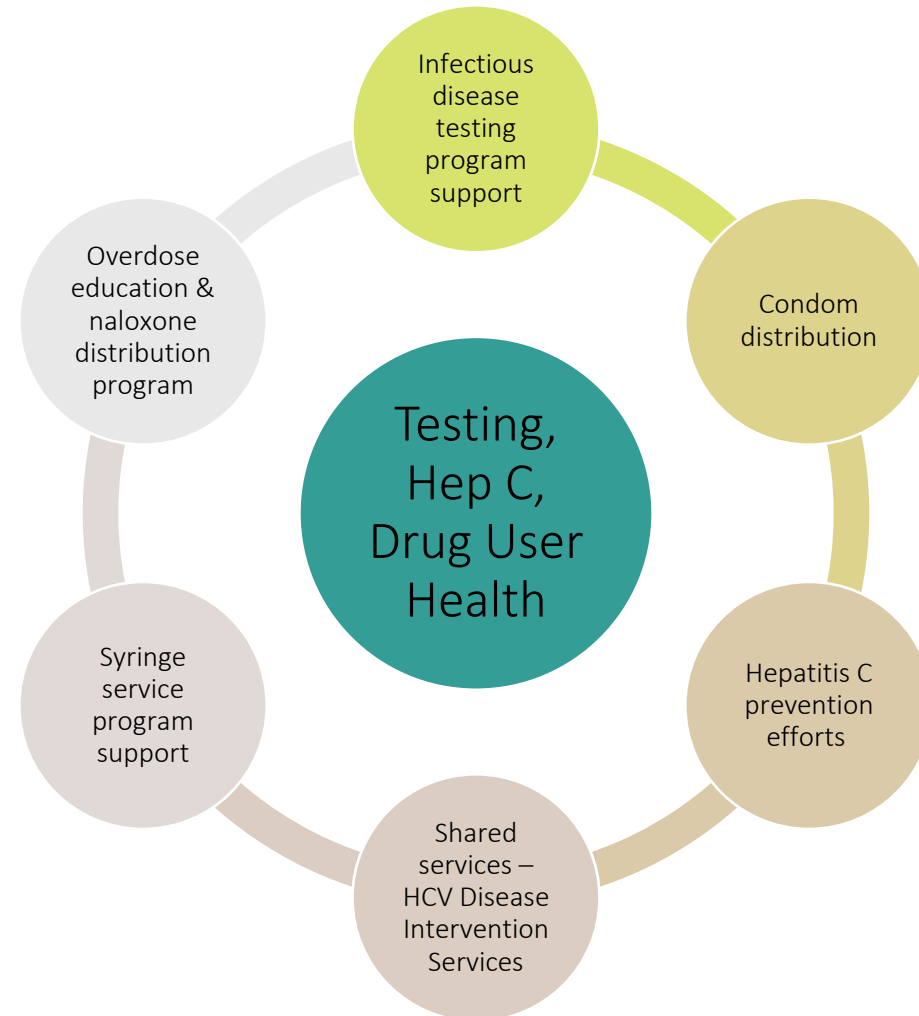 Infectious
disease
testing
program
support
Condom
distribution
Hepatitis C
prevention
efforts
Shared
services –
HCV Disease
Intervention
Services
Syringe
service
program
support
Overdose
education &
naloxone
distribution
program
Testing,
Hep C,
Drug User
Health